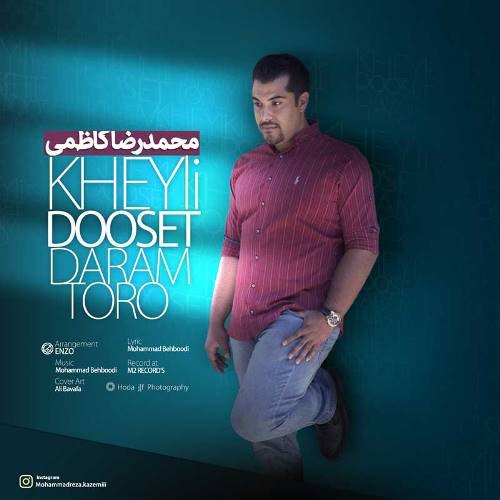 محمدرضا کاظمی
KHEYli
DOOSET
DARAM
TORO
Arrangement
ENZO
Lyric
Mohammad Behboodi
Music
Mohammad Behboodi
Record at
M2 RECORD'S
Cover Art
Ali Bavafa
Hoda jjf Photography
Instagram
Mohammadreza.kazemiii